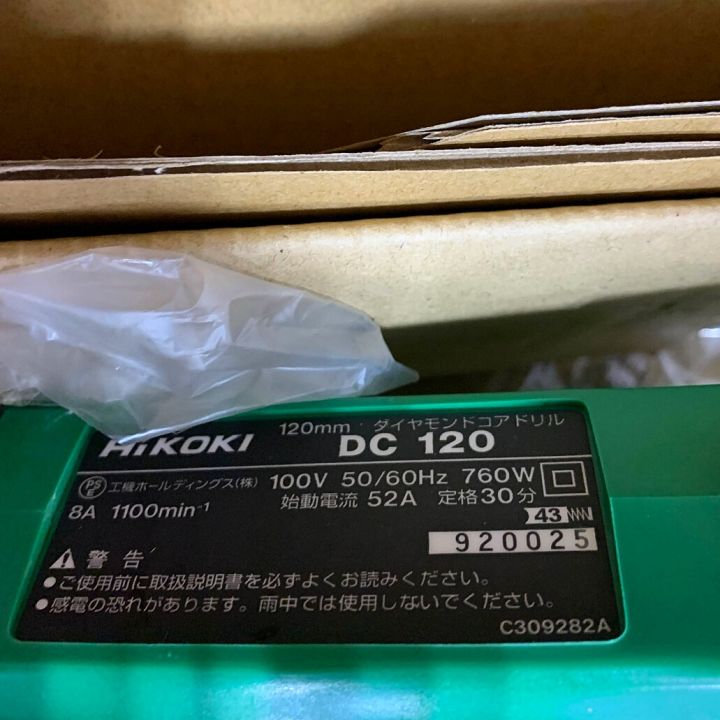 HiKOKI 120mm ダイヤモンドコアドリル
DC 120
PSE 工機ホールディングス(株) 100V 50/60Hz 760W
8A 1100min⁻¹ 始動電流 52A 定格30分
43
920025
警告
●ご使用前に取扱説明書を必ずよくお読みください。
●感電の恐れがあります。雨中では使用しないでください。
C309282A